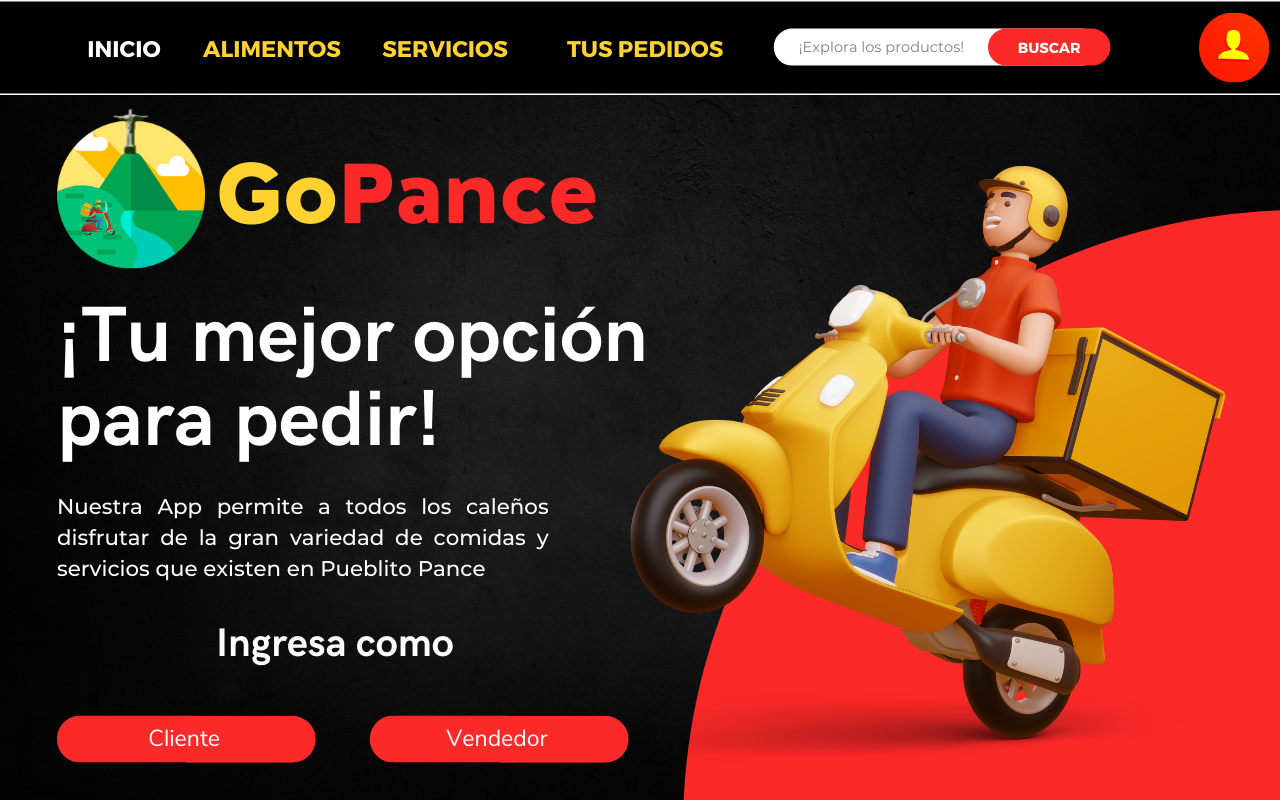 INICIO ALIMENTOS SERVICIOS TUS PEDIDOS ¡Explora los productos! BUSCAR
GoPance
¡Tu mejor opción
para pedir!
Nuestra App permite a todos los caleños
disfrutar de la gran variedad de comidas y
servicios que existen en Pueblito Pance
Ingresa como
Cliente Vendedor